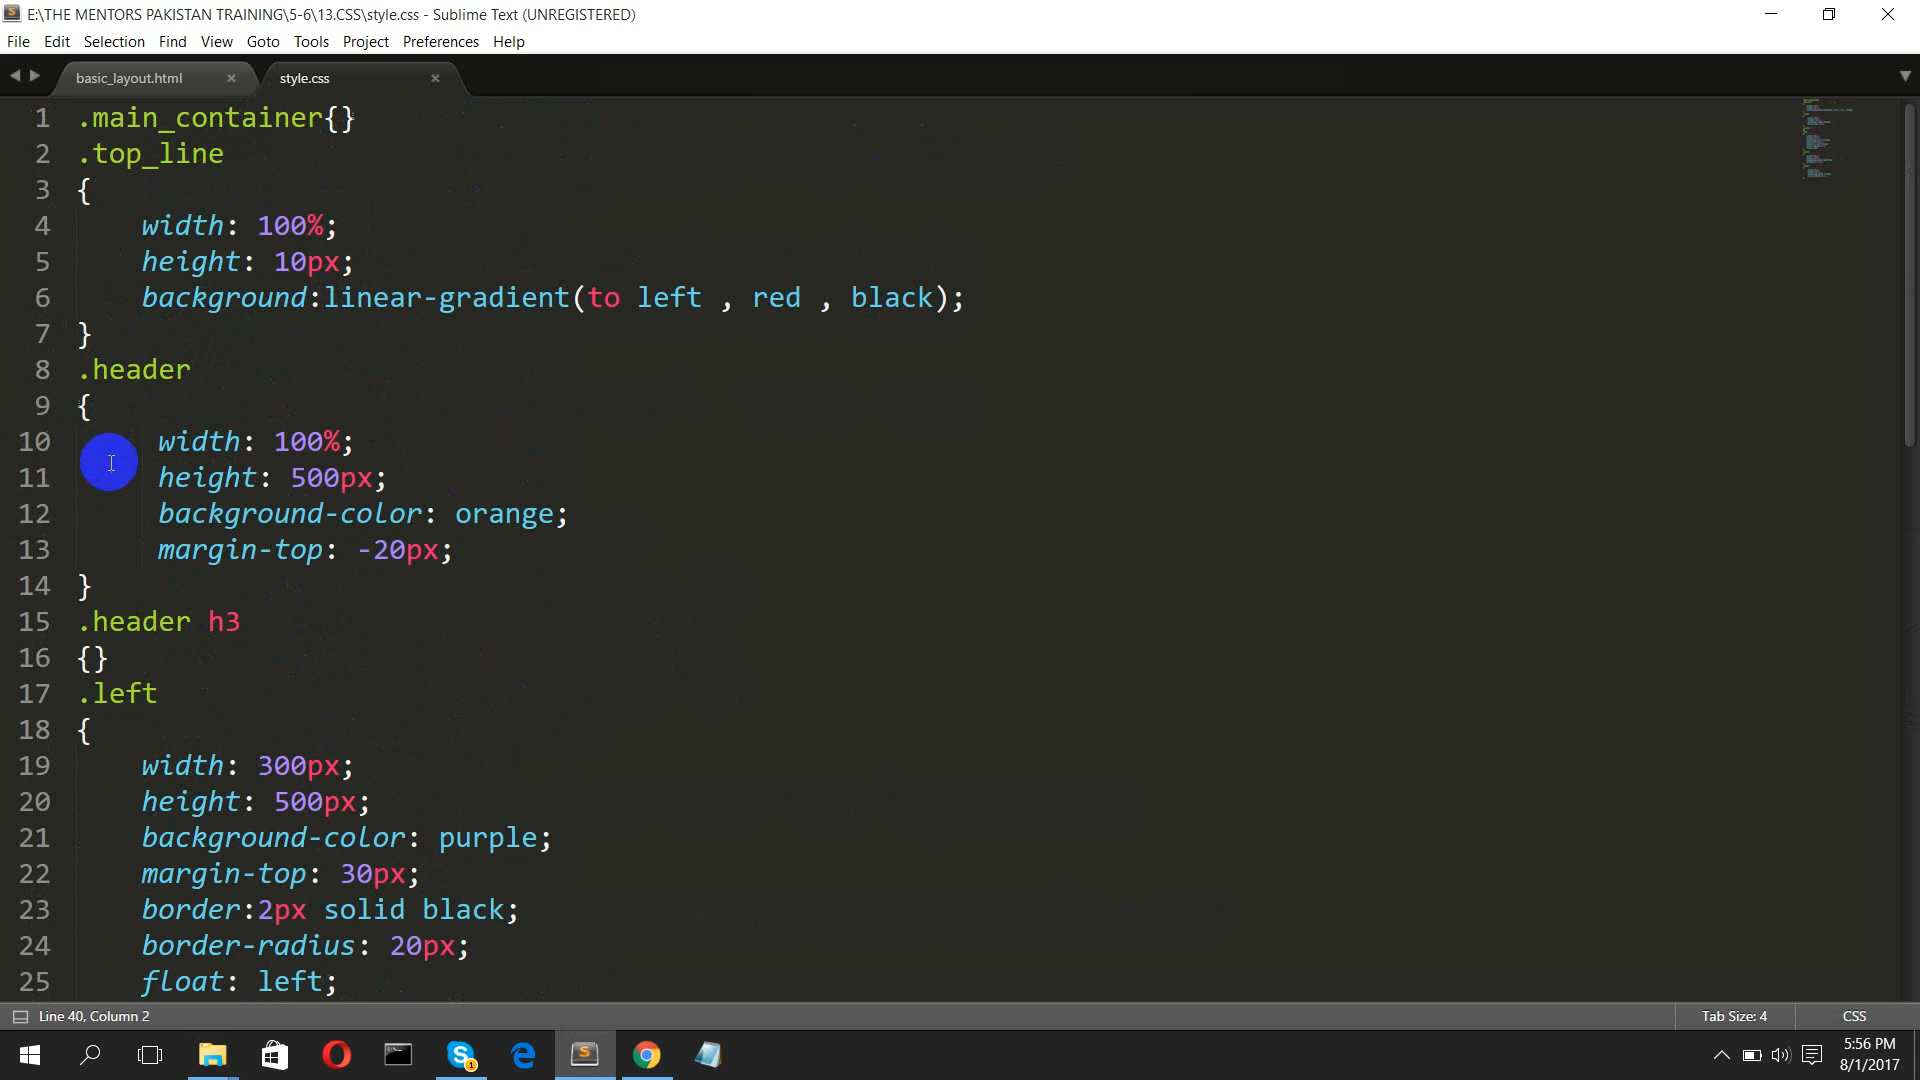 E:\THE MENTORS PAKISTAN TRAINING\5-6\13.CSS\style.css - Sublime Text (UNREGISTERED)
File Edit Selection Find View Goto Tools Project Preferences Help
basic_layout.html × style.css ×
1 .main_container{}
2 .top_line
3 {
4 width: 100%;
5 height: 10px;
6 background:linear-gradient(to left , red , black);
7 }
8 .header
9 {
10 width: 100%;
11 height: 500px;
12 background-color: orange;
13 margin-top: -20px;
14 }
15 .header h3
16 {}
17 .left
18 {
19 width: 300px;
20 height: 500px;
21 background-color: purple;
22 margin-top: 30px;
23 border:2px solid black;
24 border-radius: 20px;
25 float: left;
Line 40, Column 2 Tab Size: 4 CSS
5:56 PM
8/1/2017